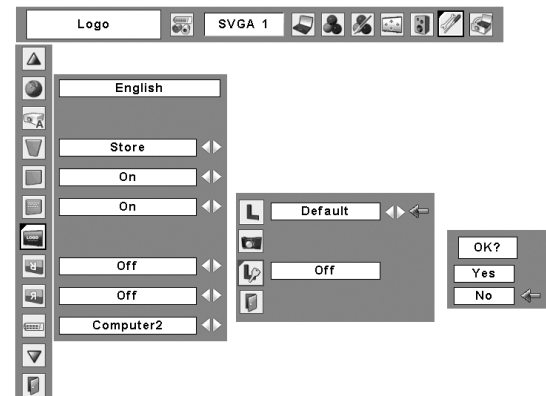 Logo
SVGA 1
English
Store
On
On
Default
OK?
Off
Off
Yes
Off
No
Computer2